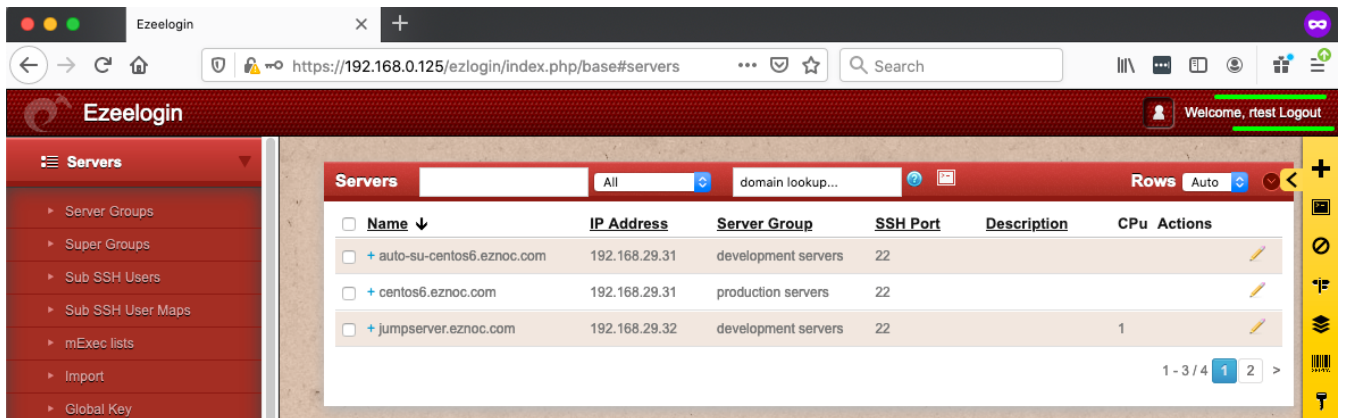 Ezeelogin
https://192.168.0.125/ezlogin/index.php/base#servers
Search
Ezeelogin
Welcome, rtest Logout
Servers
Server Groups
Super Groups
Sub SSH Users
Sub SSH User Maps
mExec lists
Import
Global Key
Servers All domain lookup... Rows Auto
Name IP Address Server Group SSH Port Description CPu Actions
+ auto-su-centos6.eznoc.com 192.168.29.31 development servers 22
+ centos6.eznoc.com 192.168.29.31 production servers 22
+ jumpserver.eznoc.com 192.168.29.32 development servers 22 1
1 - 3 / 4 1 2 >